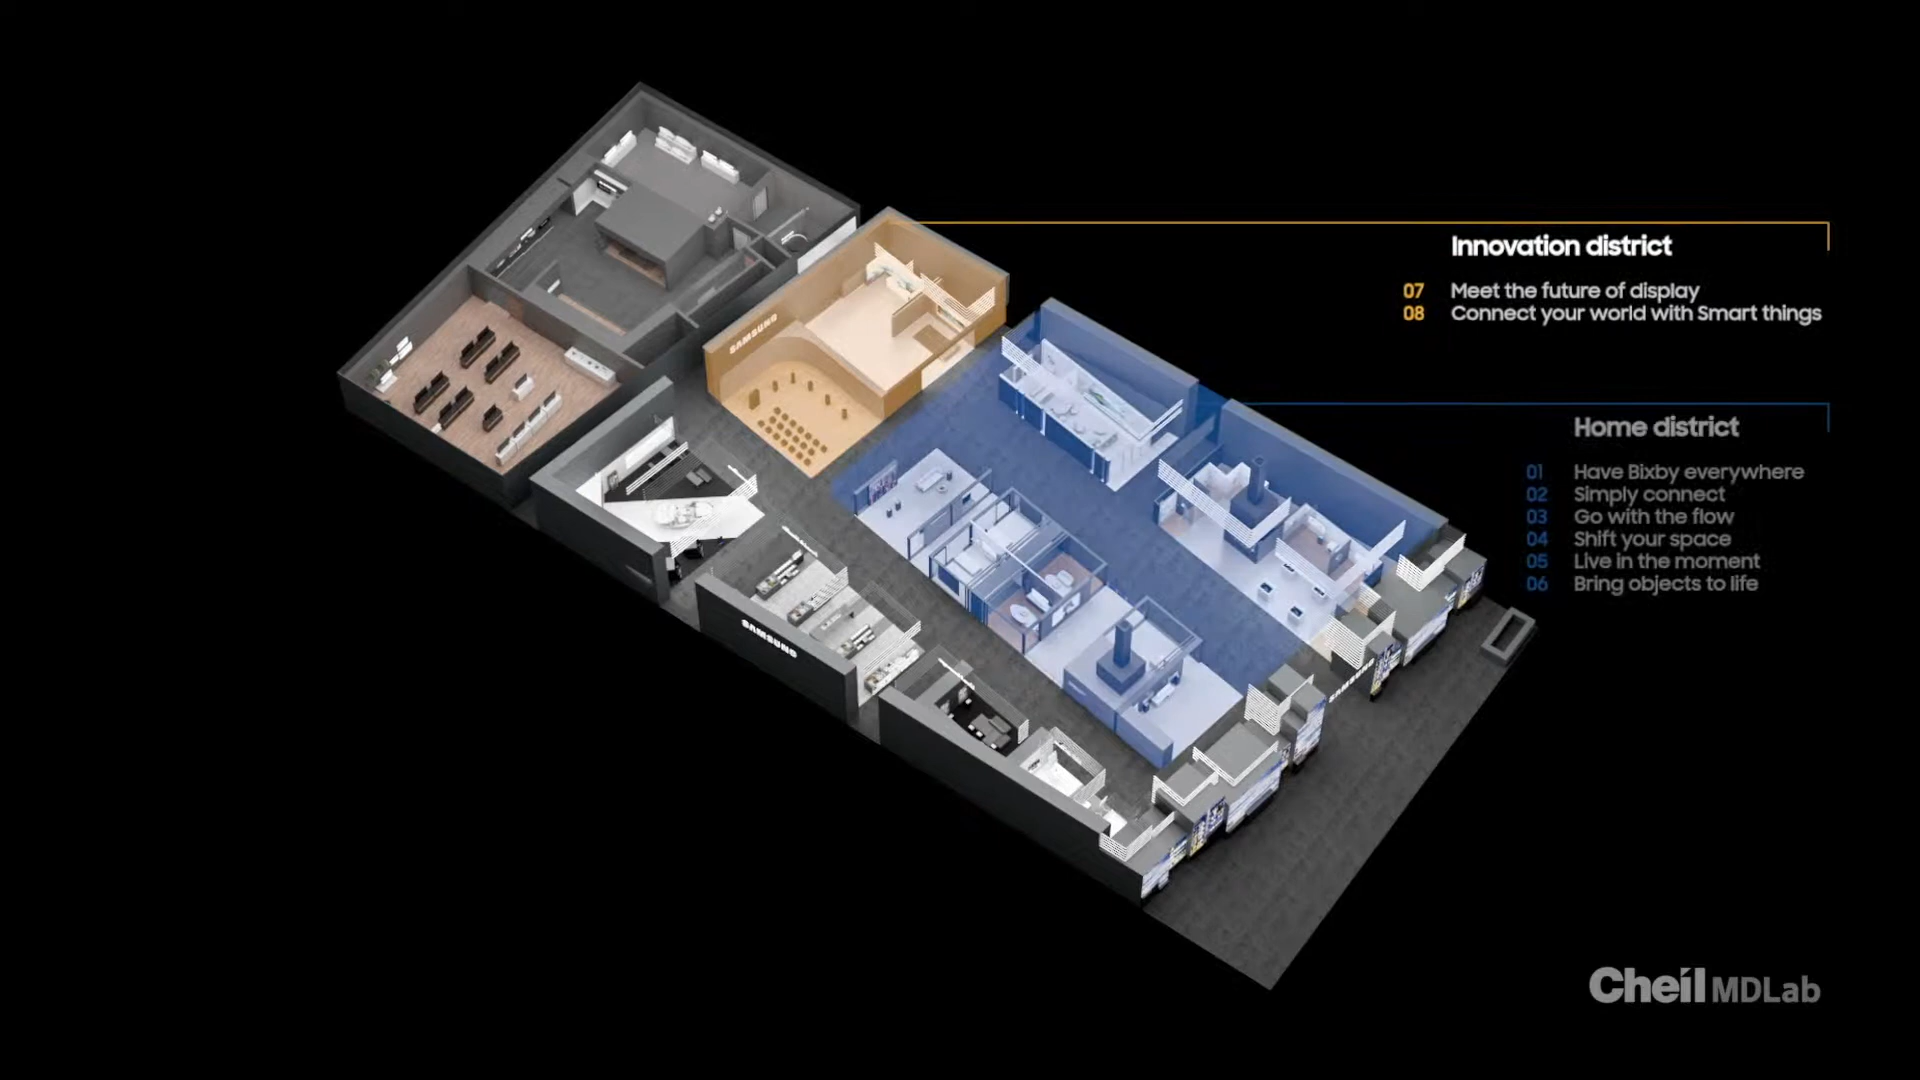 Innovation district
07 Meet the future of display
08 Connect your world with Smart things
SAMSUNG
Home district
01 Have Bixby everywhere
02 Simply connect
03 Go with the flow
04 Shift your space
05 Live in the moment
06 Bring objects to life
SAMSUNG
SAMSUNG
Cheil MDLab